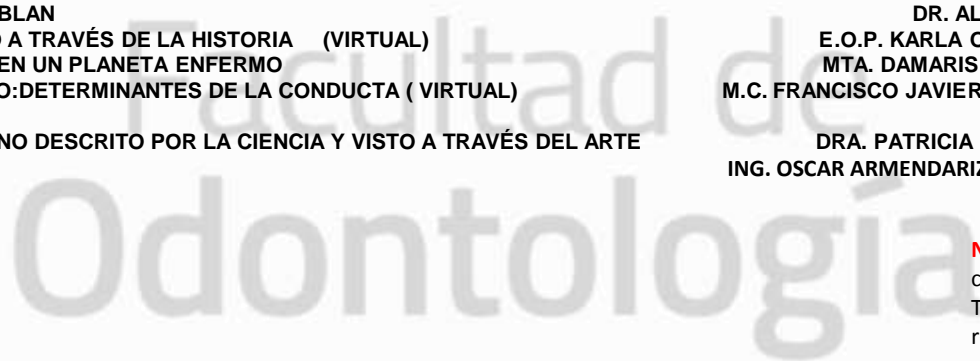 BLAN DR. AL
A TRAVÉS DE LA HISTORIA (VIRTUAL) E.O.P. KARLA
EN UN PLANETA ENFERMO MTA. DAMARIS
O:DETERMINANTES DE LA CONDUCTA ( VIRTUAL) M.C. FRANCISCO JAVIER
NO DESCRITO POR LA CIENCIA Y VISTO A TRAVÉS DEL ARTE DRA. PATRICIA
ING. OSCAR ARMENDARIZ
Facultad de
Odontología